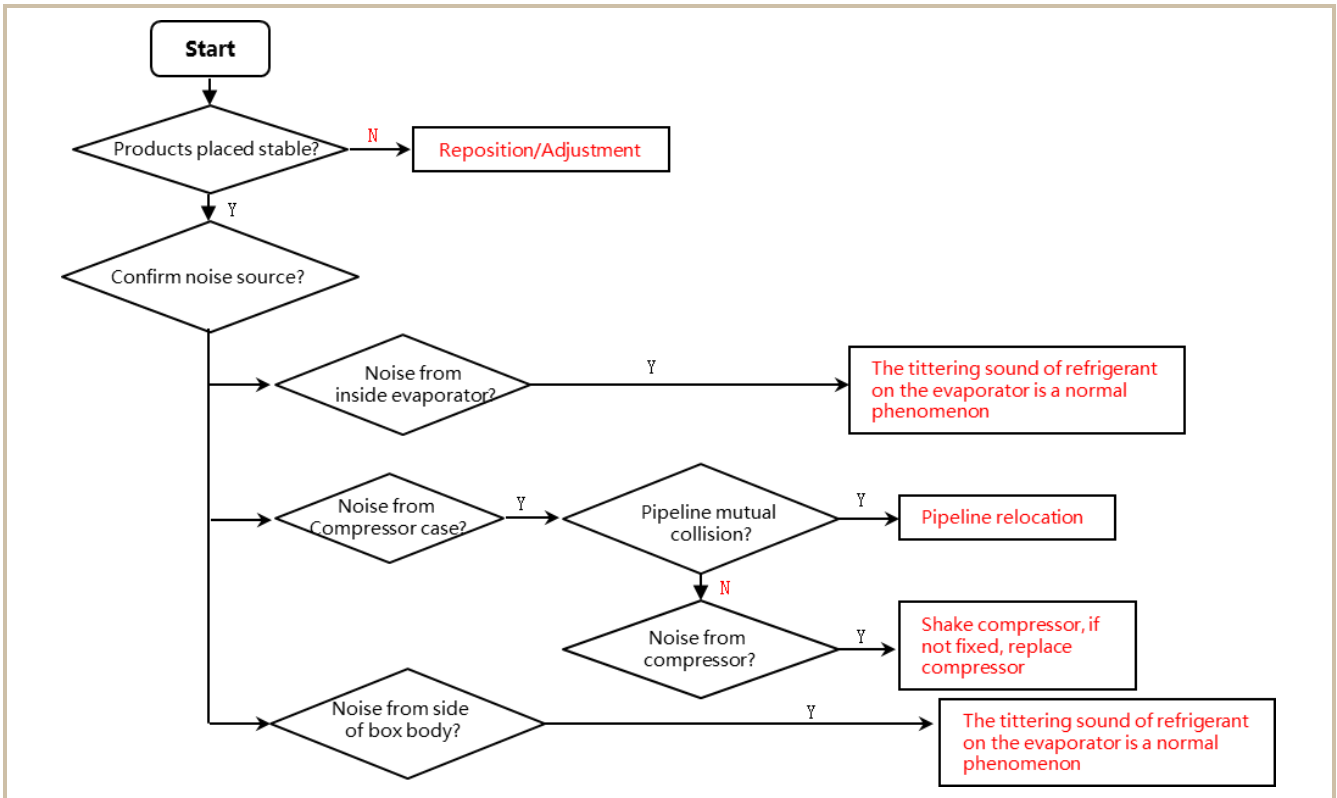 Start
Products placed stable?
N
Reposition/Adjustment
Y
Confirm noise source?
Noise from
inside evaporator?
Y
The tittering sound of refrigerant
on the evaporator is a normal
phenomenon
Noise from
Compressor case?
Y
Pipeline mutual
collision?
Y
Pipeline relocation
N
Noise from
compressor?
Y
Shake compressor, if
not fixed, replace
compressor
Noise from side
of box body?
Y
The tittering sound of refrigerant
on the evaporator is a normal
phenomenon